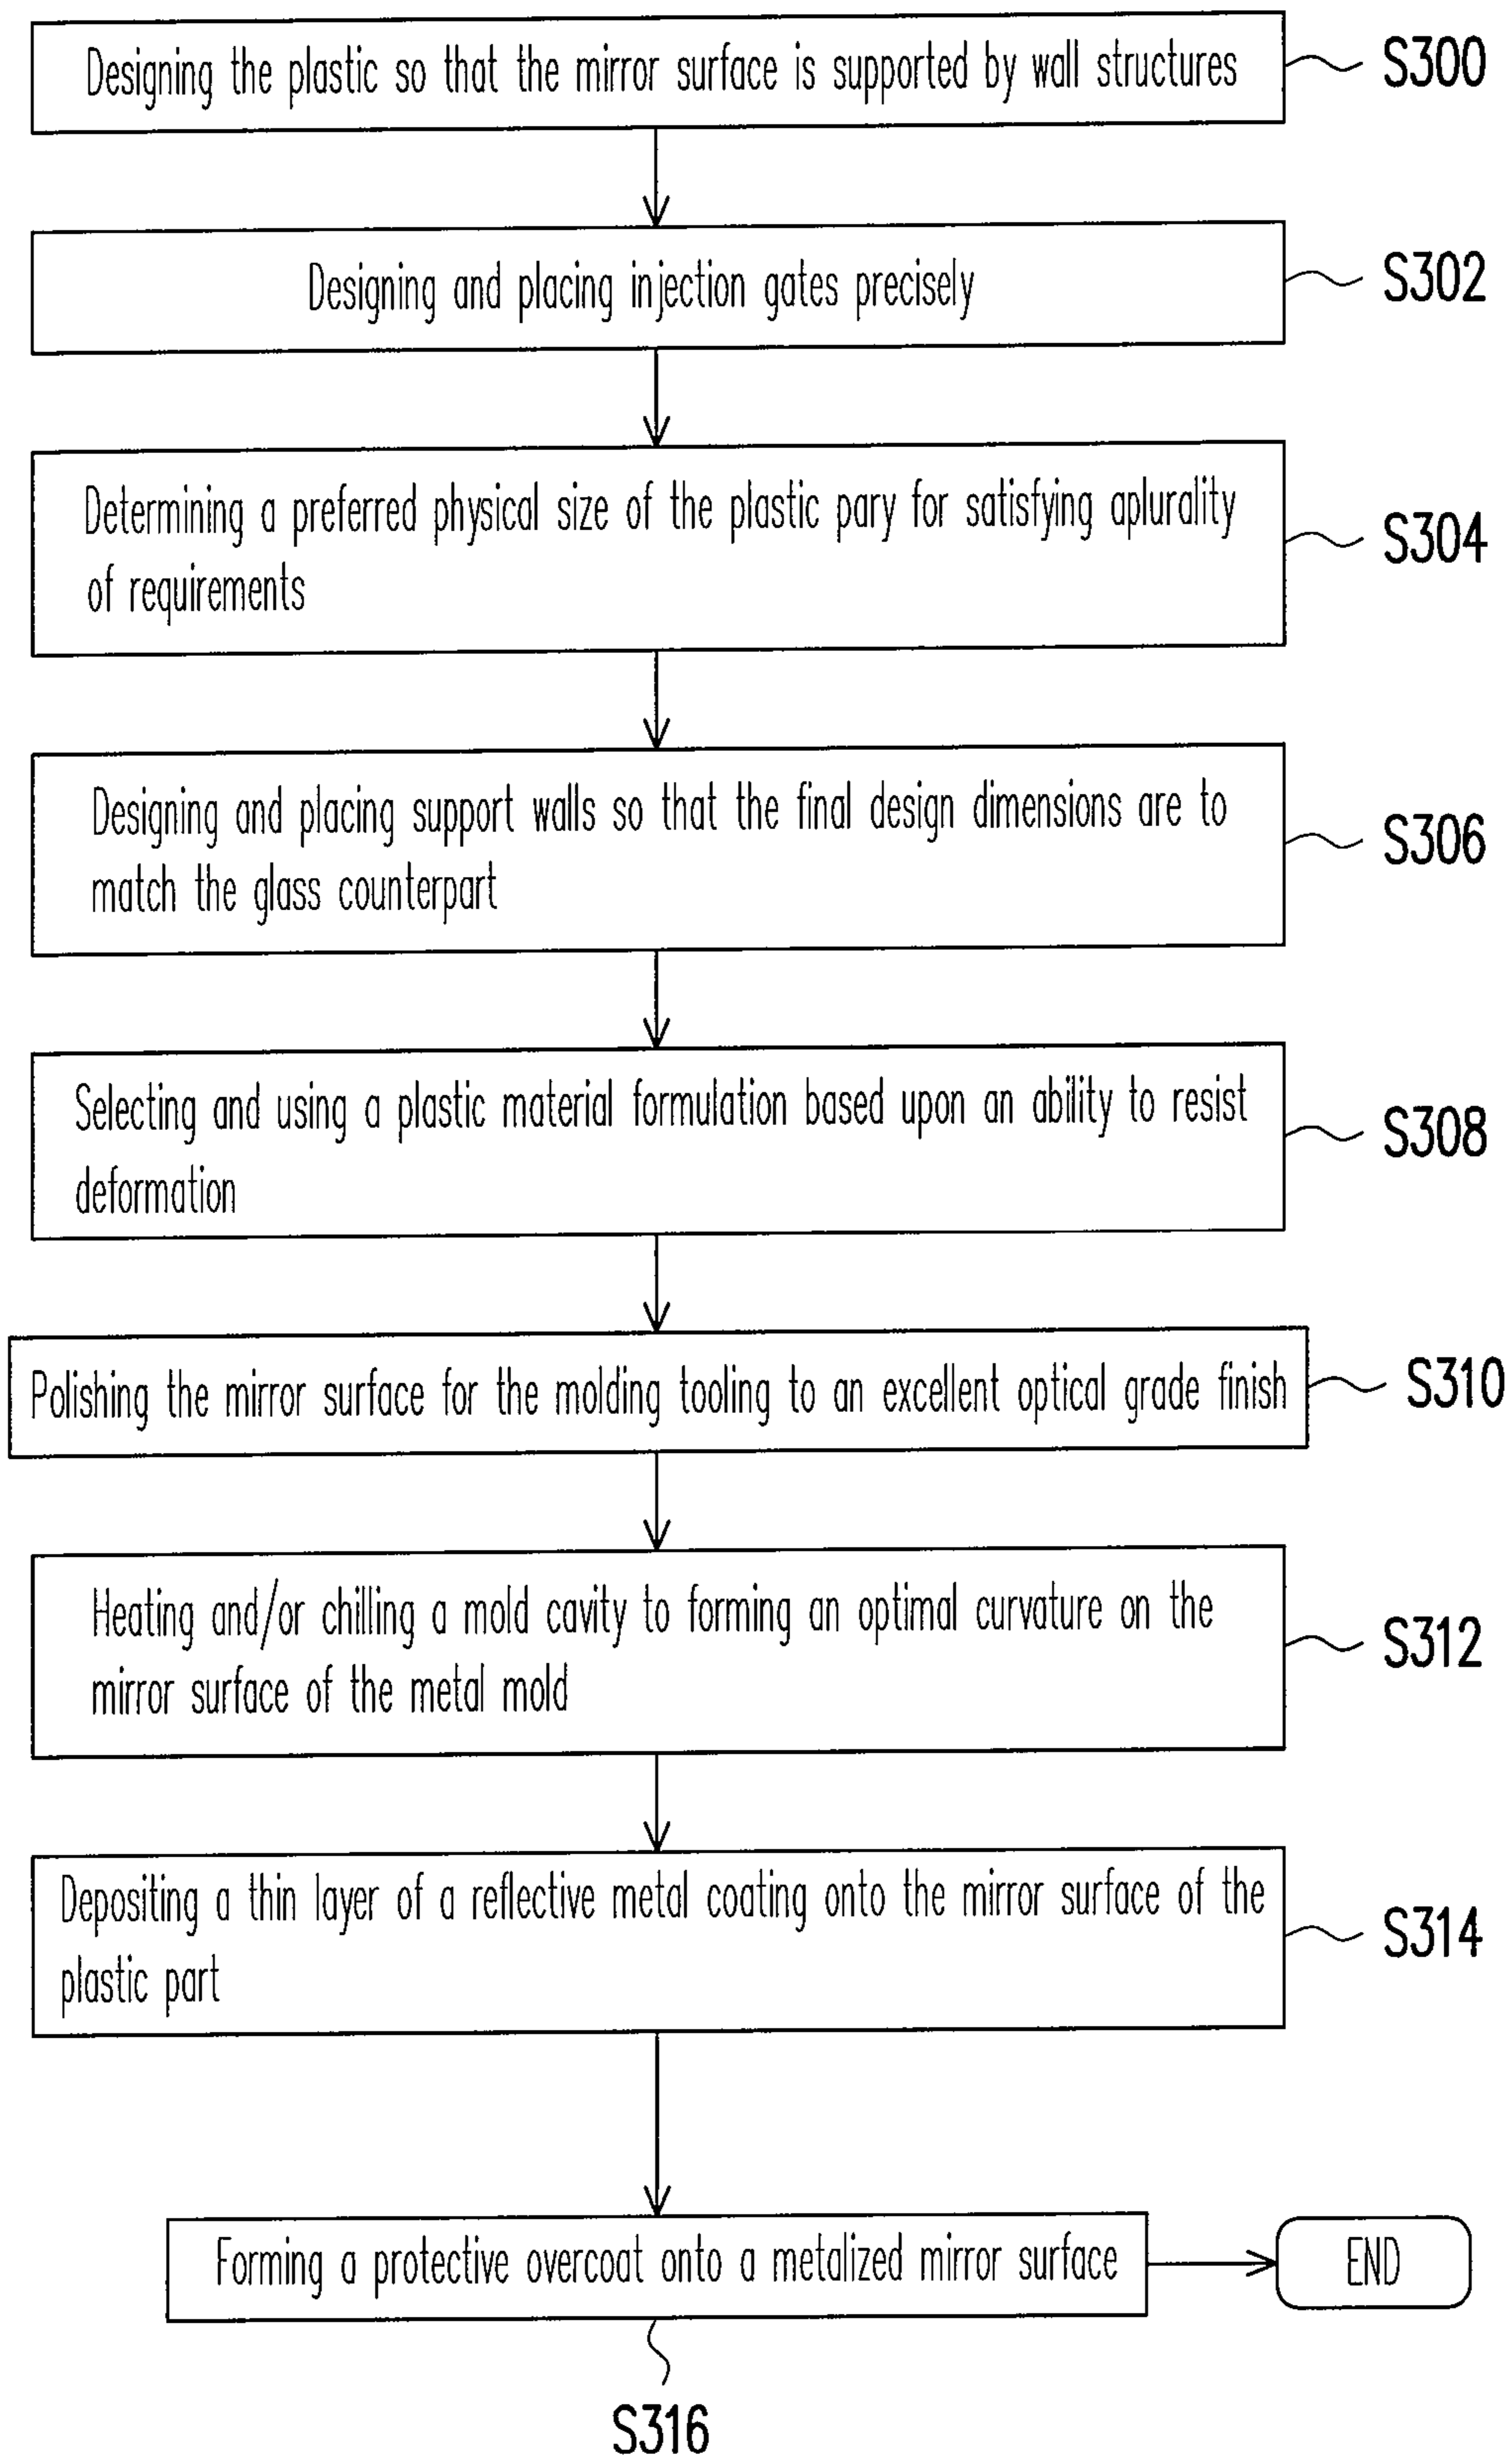 Designing the plastic so that the mirror surface is supported by wall structures
S300
Designing and placing injection gates precisely
S302
Determining a preferred physical size of the plastic pary for satisfying aplurality
of requirements
S304
Designing and placing support walls so that the final design dimensions are to
match the glass counterpart
S306
Selecting and using a plastic material formulation based upon an ability to resist
deformation
S308
Polishing the mirror surface for the molding tooling to an excellent optical grade finish
S310
Heating and/or chilling a mold cavity to forming an optimal curvature on the
mirror surface of the metal mold
S312
Depositing a thin layer of a reflective metal coating onto the mirror surface of the
plastic part
S314
Forming a protective overcoat onto a metalized mirror surface
END
S316